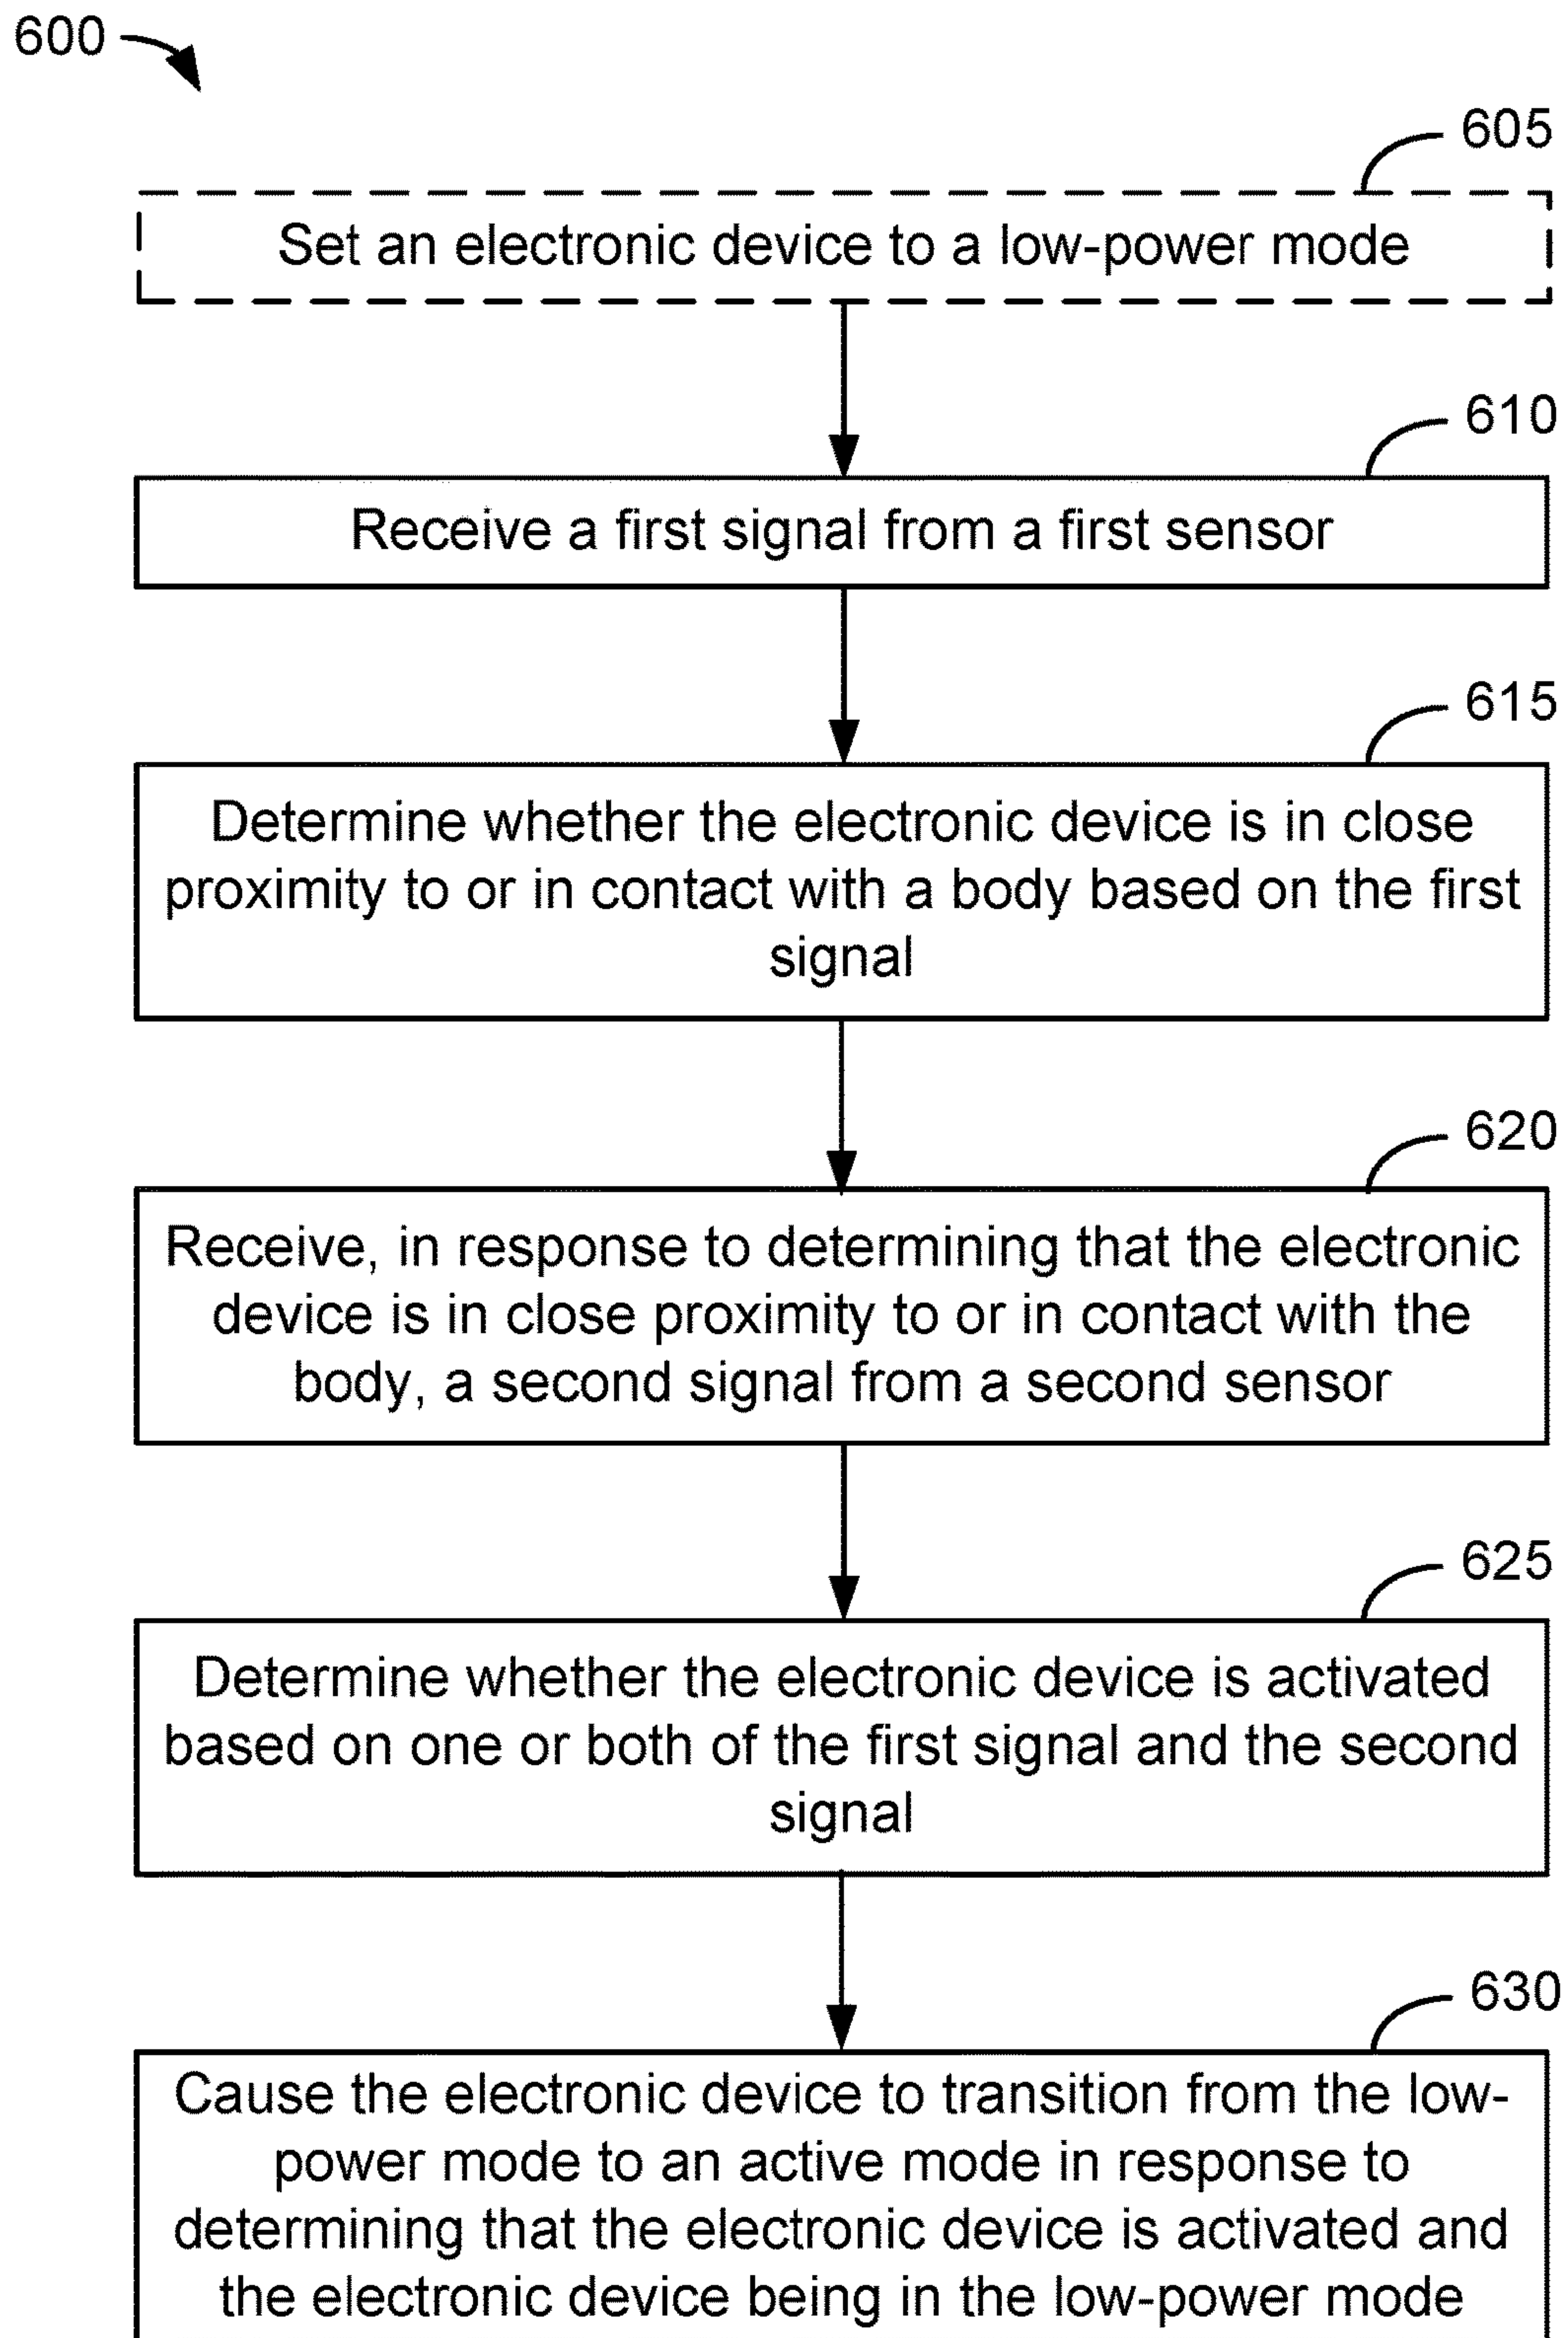 600
605
Set an electronic device to a low-power mode
610
Receive a first signal from a first sensor
615
Determine whether the electronic device is in close
proximity to or in contact with a body based on the first
signal
620
Receive, in response to determining that the electronic
device is in close proximity to or in contact with the
body, a second signal from a second sensor
625
Determine whether the electronic device is activated
based on one or both of the first signal and the second
signal
630
Cause the electronic device to transition from the low-
power mode to an active mode in response to
determining that the electronic device is activated and
the electronic device being in the low-power mode